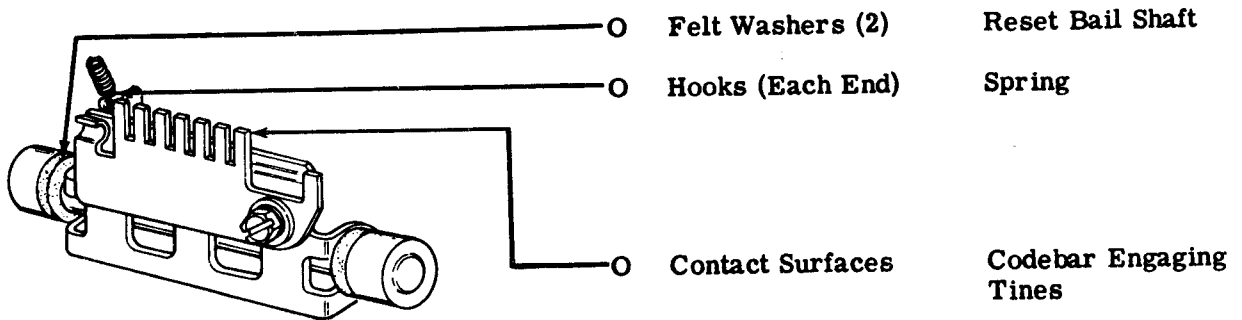 O Felt Washers (2) Reset Bail Shaft
O Hooks (Each End) Spring
O Contact Surfaces Codebar Engaging
Tines